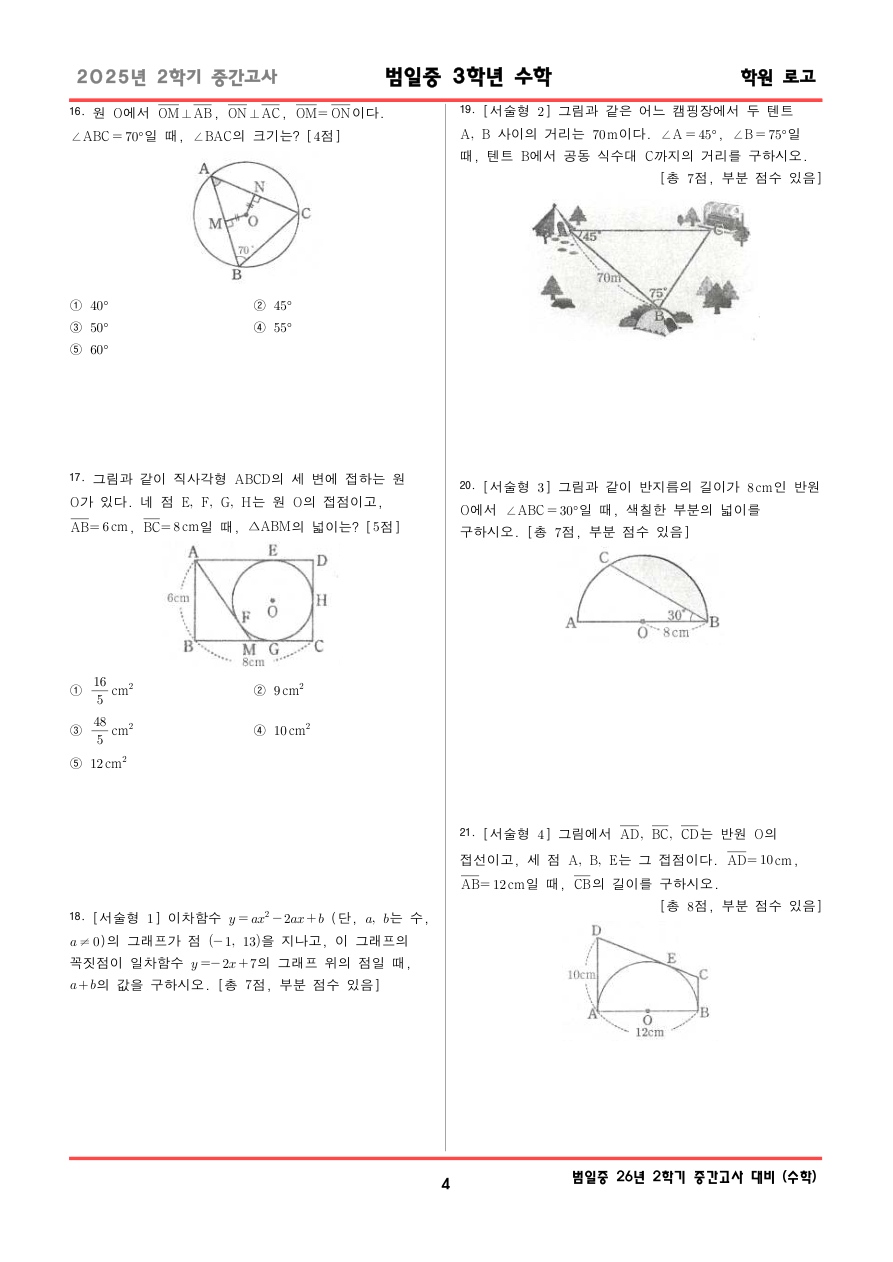 2025년 2학기 중간고사
범일중 3학년 수학
학원 로고
16. 원 O에서 OM⊥AB, ON⊥AC, OM=ON이다.
∠ABC=70°일 때, ∠BAC의 크기는? [4점]
A
N
M
O
C
70°
B
① 40°
② 45°
③ 50°
④ 55°
⑤ 60°
17. 그림과 같이 직사각형 ABCD의 세 변에 접하는 원
O가 있다. 네 점 E, F, G, H는 원 O의 접점이고,
AB=6cm, BC=8cm일 때, △ABM의 넓이는? [5점]
A
E
D
6cm
O
H
F
B
M
G
C
8cm
① 16/5 cm²
② 9cm²
③ 48/5 cm²
④ 10cm²
⑤ 12cm²
18. [서술형 1] 이차함수 y=ax²-2ax+b (단, a, b는 수,
a≠0)의 그래프가 점 (-1, 13)을 지나고, 이 그래프의
꼭짓점이 일차함수 y=-2x+7의 그래프 위의 점일 때,
a+b의 값을 구하시오. [총 7점, 부분 점수 있음]
19. [서술형 2] 그림과 같은 어느 캠핑장에서 두 텐트
A, B 사이의 거리는 70m이다. ∠A=45°, ∠B=75°일
때, 텐트 B에서 공동 식수대 C까지의 거리를 구하시오.
[총 7점, 부분 점수 있음]
45°
C
70m
75°
B
20. [서술형 3] 그림과 같이 반지름의 길이가 8cm인 반원
O에서 ∠ABC=30°일 때, 색칠한 부분의 넓이를
구하시오. [총 7점, 부분 점수 있음]
C
30°
A
O
8cm
B
21. [서술형 4] 그림에서 AD, BC, CD는 반원 O의
접선이고, 세 점 A, B, E는 그 접점이다. AD=10cm,
AB=12cm일 때, CB의 길이를 구하시오.
[총 8점, 부분 점수 있음]
D
E
10cm
C
A
O
B
12cm
4
범일중 26년 2학기 중간고사 대비 (수학)